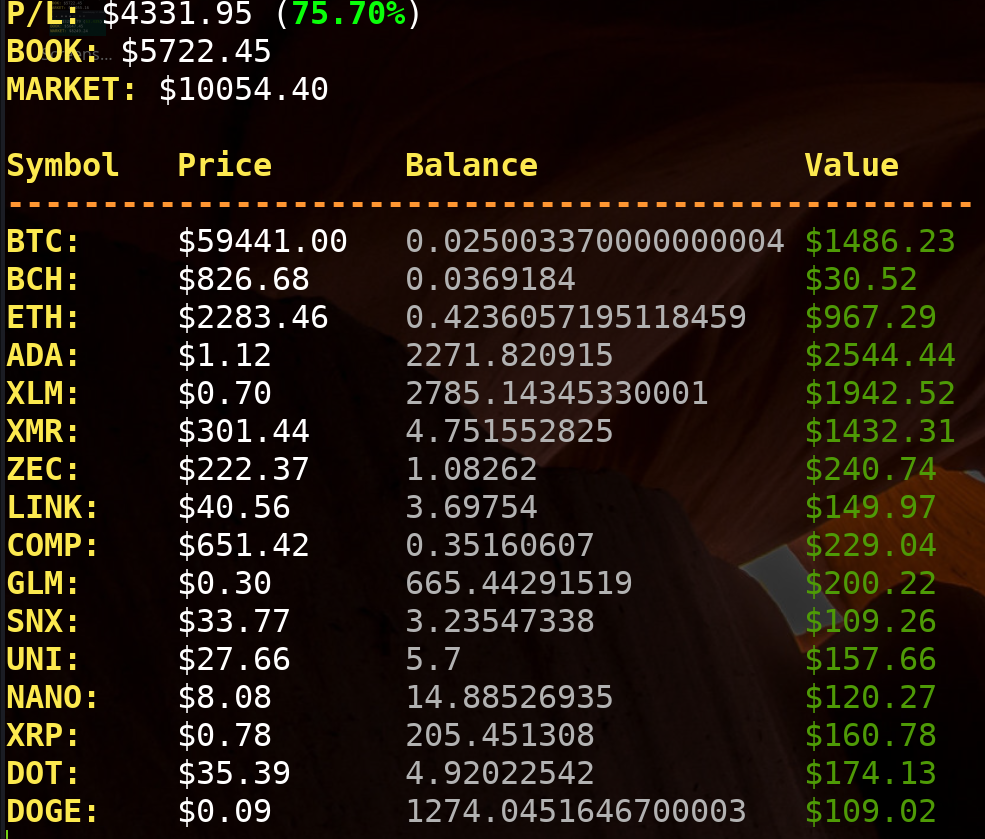 P/L: $4331.95 (75.70%)
BOOK: $5722.45
MARKET: $10054.40
Symbol Price Balance Value
---------------------------------------------------
BTC: $59441.00 0.025003370000000004 $1486.23
BCH: $826.68 0.0369184 $30.52
ETH: $2283.46 0.4236057195118459 $967.29
ADA: $1.12 2271.820915 $2544.44
XLM: $0.70 2785.14345330001 $1942.52
XMR: $301.44 4.751552825 $1432.31
ZEC: $222.37 1.08262 $240.74
LINK: $40.56 3.69754 $149.97
COMP: $651.42 0.35160607 $229.04
GLM: $0.30 665.44291519 $200.22
SNX: $33.77 3.23547338 $109.26
UNI: $27.66 5.7 $157.66
NANO: $8.08 14.88526935 $120.27
XRP: $0.78 205.451308 $160.78
DOT: $35.39 4.92022542 $174.13
DOGE: $0.09 1274.0451646700003 $109.02